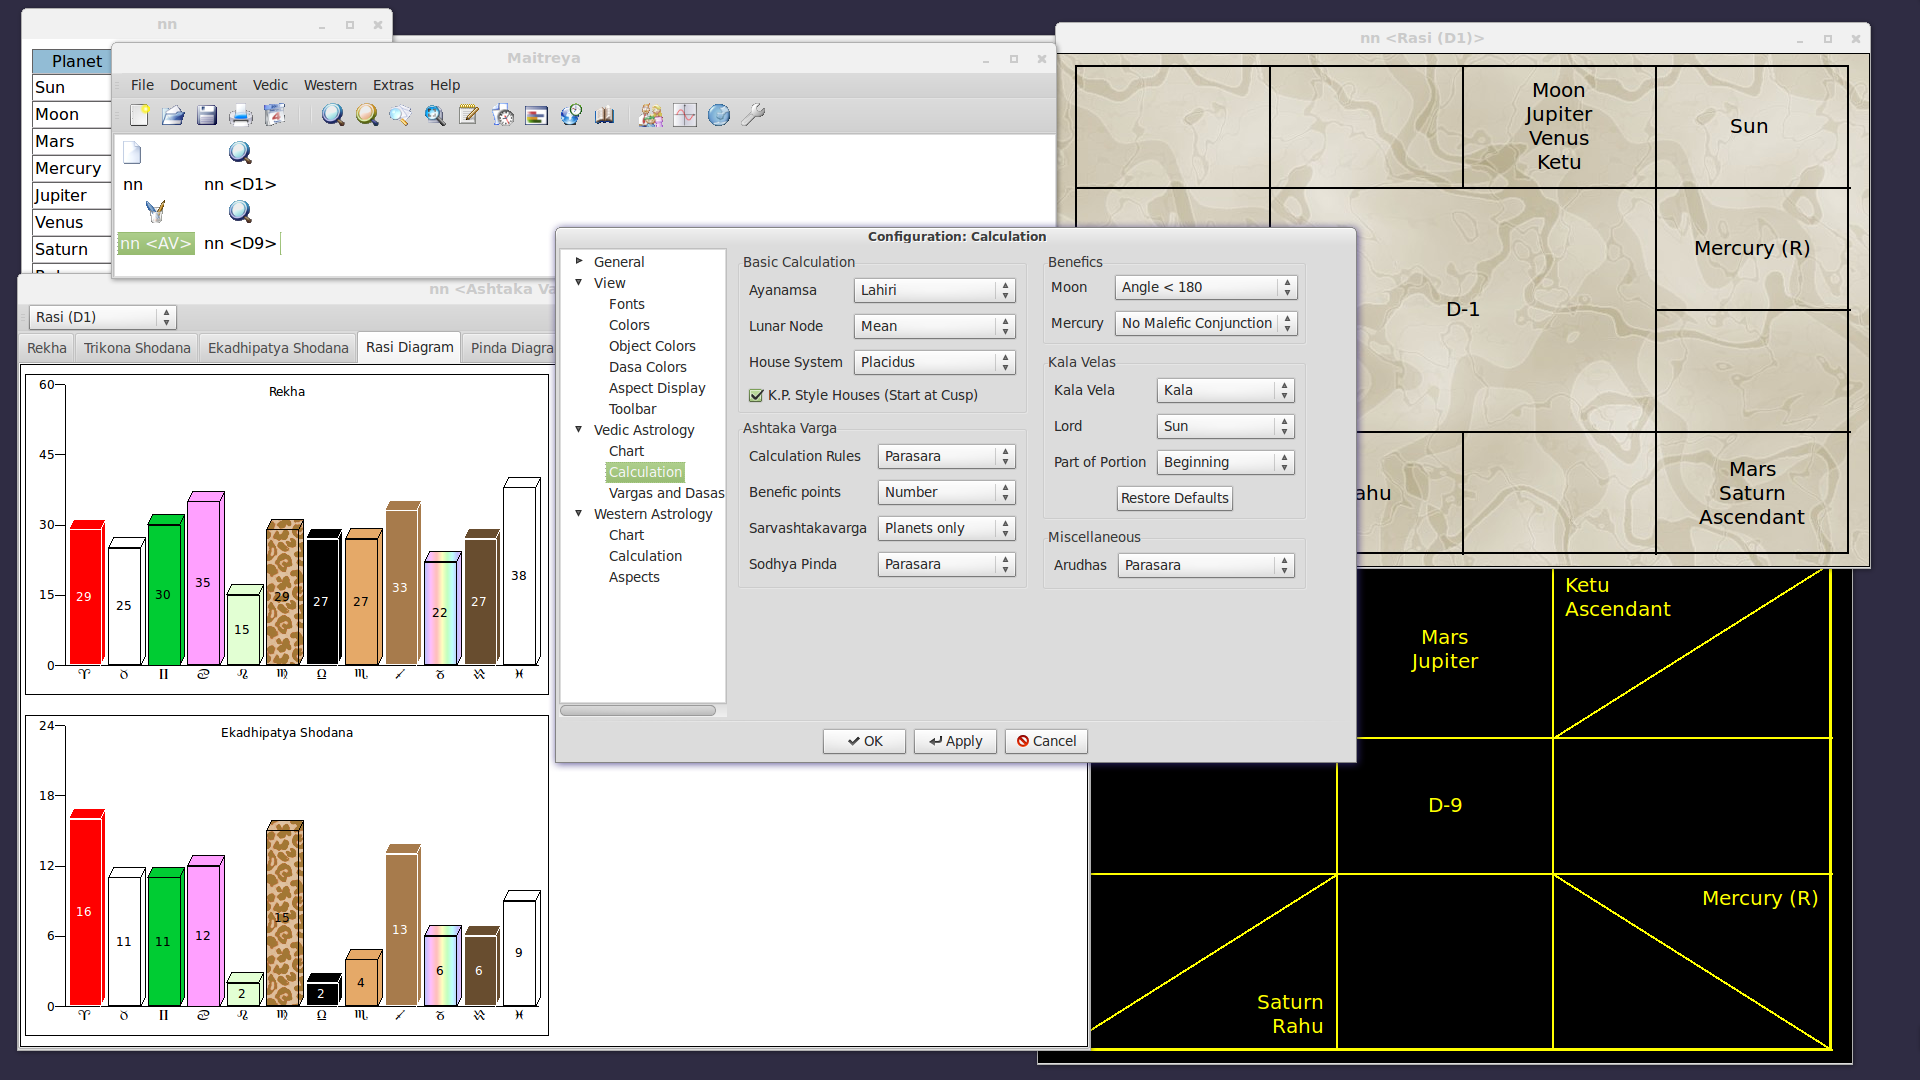 nn
Planet
Sun
Moon
Mars
Mercury
Jupiter
Venus
Saturn
Maitreya
File Document Vedic Western Extras Help
nn
nn <D1>
nn <AV>
nn <D9>
nn <Rasi (D1)>
Moon
Jupiter
Venus
Ketu
Sun
Mercury (R)
D-1
ahu
Mars
Saturn
Ascendant
nn <Ashtaka Va
Rasi (D1)
Rekha Trikona Shodana Ekadhipatya Shodana Rasi Diagram Pinda Diagra
Rekha
60
45
30
15
0
29 25 30 35 15 29 27 27 33 22 27 38
♈ ♉ ♊ ♋ ♌ ♍ ♎ ♏ ♐ ♑ ♒ ♓
Ekadhipatya Shodana
24
18
12
6
0
16 11 11 12 2 15 2 4 13 6 6 9
♈ ♉ ♊ ♋ ♌ ♍ ♎ ♏ ♐ ♑ ♒ ♓
Configuration: Calculation
General
View
Fonts
Colors
Object Colors
Dasa Colors
Aspect Display
Toolbar
Vedic Astrology
Chart
Calculation
Vargas and Dasas
Western Astrology
Chart
Calculation
Aspects
Basic Calculation
Ayanamsa Lahiri
Lunar Node Mean
House System Placidus
K.P. Style Houses (Start at Cusp)
Ashtaka Varga
Calculation Rules Parasara
Benefic points Number
Sarvashtakavarga Planets only
Sodhya Pinda Parasara
Benefics
Moon Angle < 180
Mercury No Malefic Conjunction
Kala Velas
Kala Vela Kala
Lord Sun
Part of Portion Beginning
Restore Defaults
Miscellaneous
Arudhas Parasara
OK Apply Cancel
Mars
Jupiter
Ketu
Ascendant
D-9
Mercury (R)
Saturn
Rahu